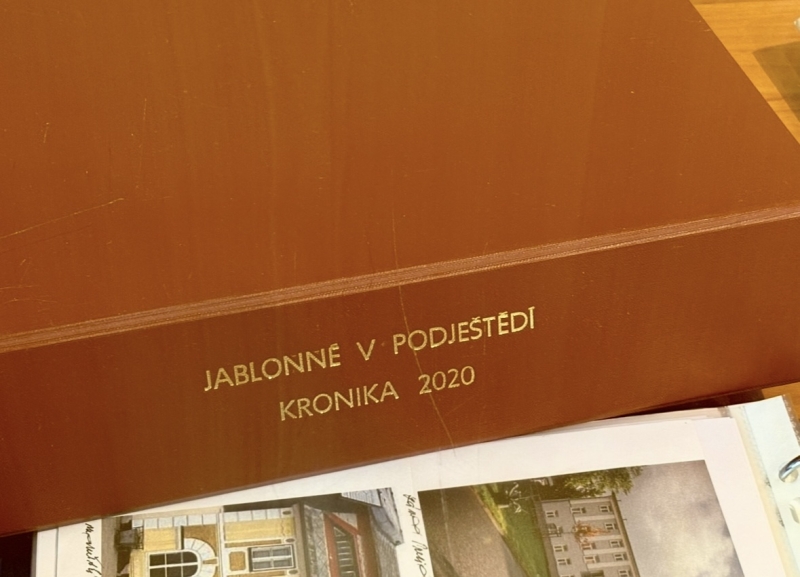 JABLONNÉ V PODJEŠTĚDÍ
KRONIKA 2020